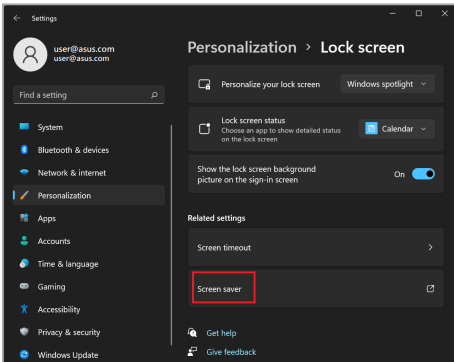 Settings
user@asus.com
user@asus.com
Find a setting
System
Bluetooth & devices
Network & internet
Personalization
Apps
Accounts
Time & language
Gaming
Accessibility
Privacy & security
Windows Update
Personalization > Lock screen
Personalize your lock screen
Windows spotlight
Lock screen status
Choose an app to show detailed status
on the lock screen
Calendar
Show the lock screen background
picture on the sign-in screen
On
Related settings
Screen timeout
Screen saver
Get help
Give feedback